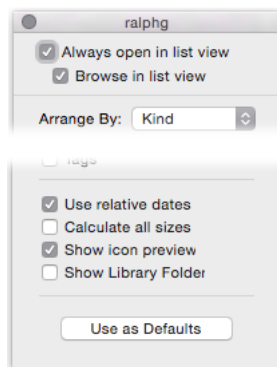 ralphg
Always open in list view
Browse in list view
Arrange By: Kind
Tags
Use relative dates
Calculate all sizes
Show icon preview
Show Library Folder
Use as Defaults